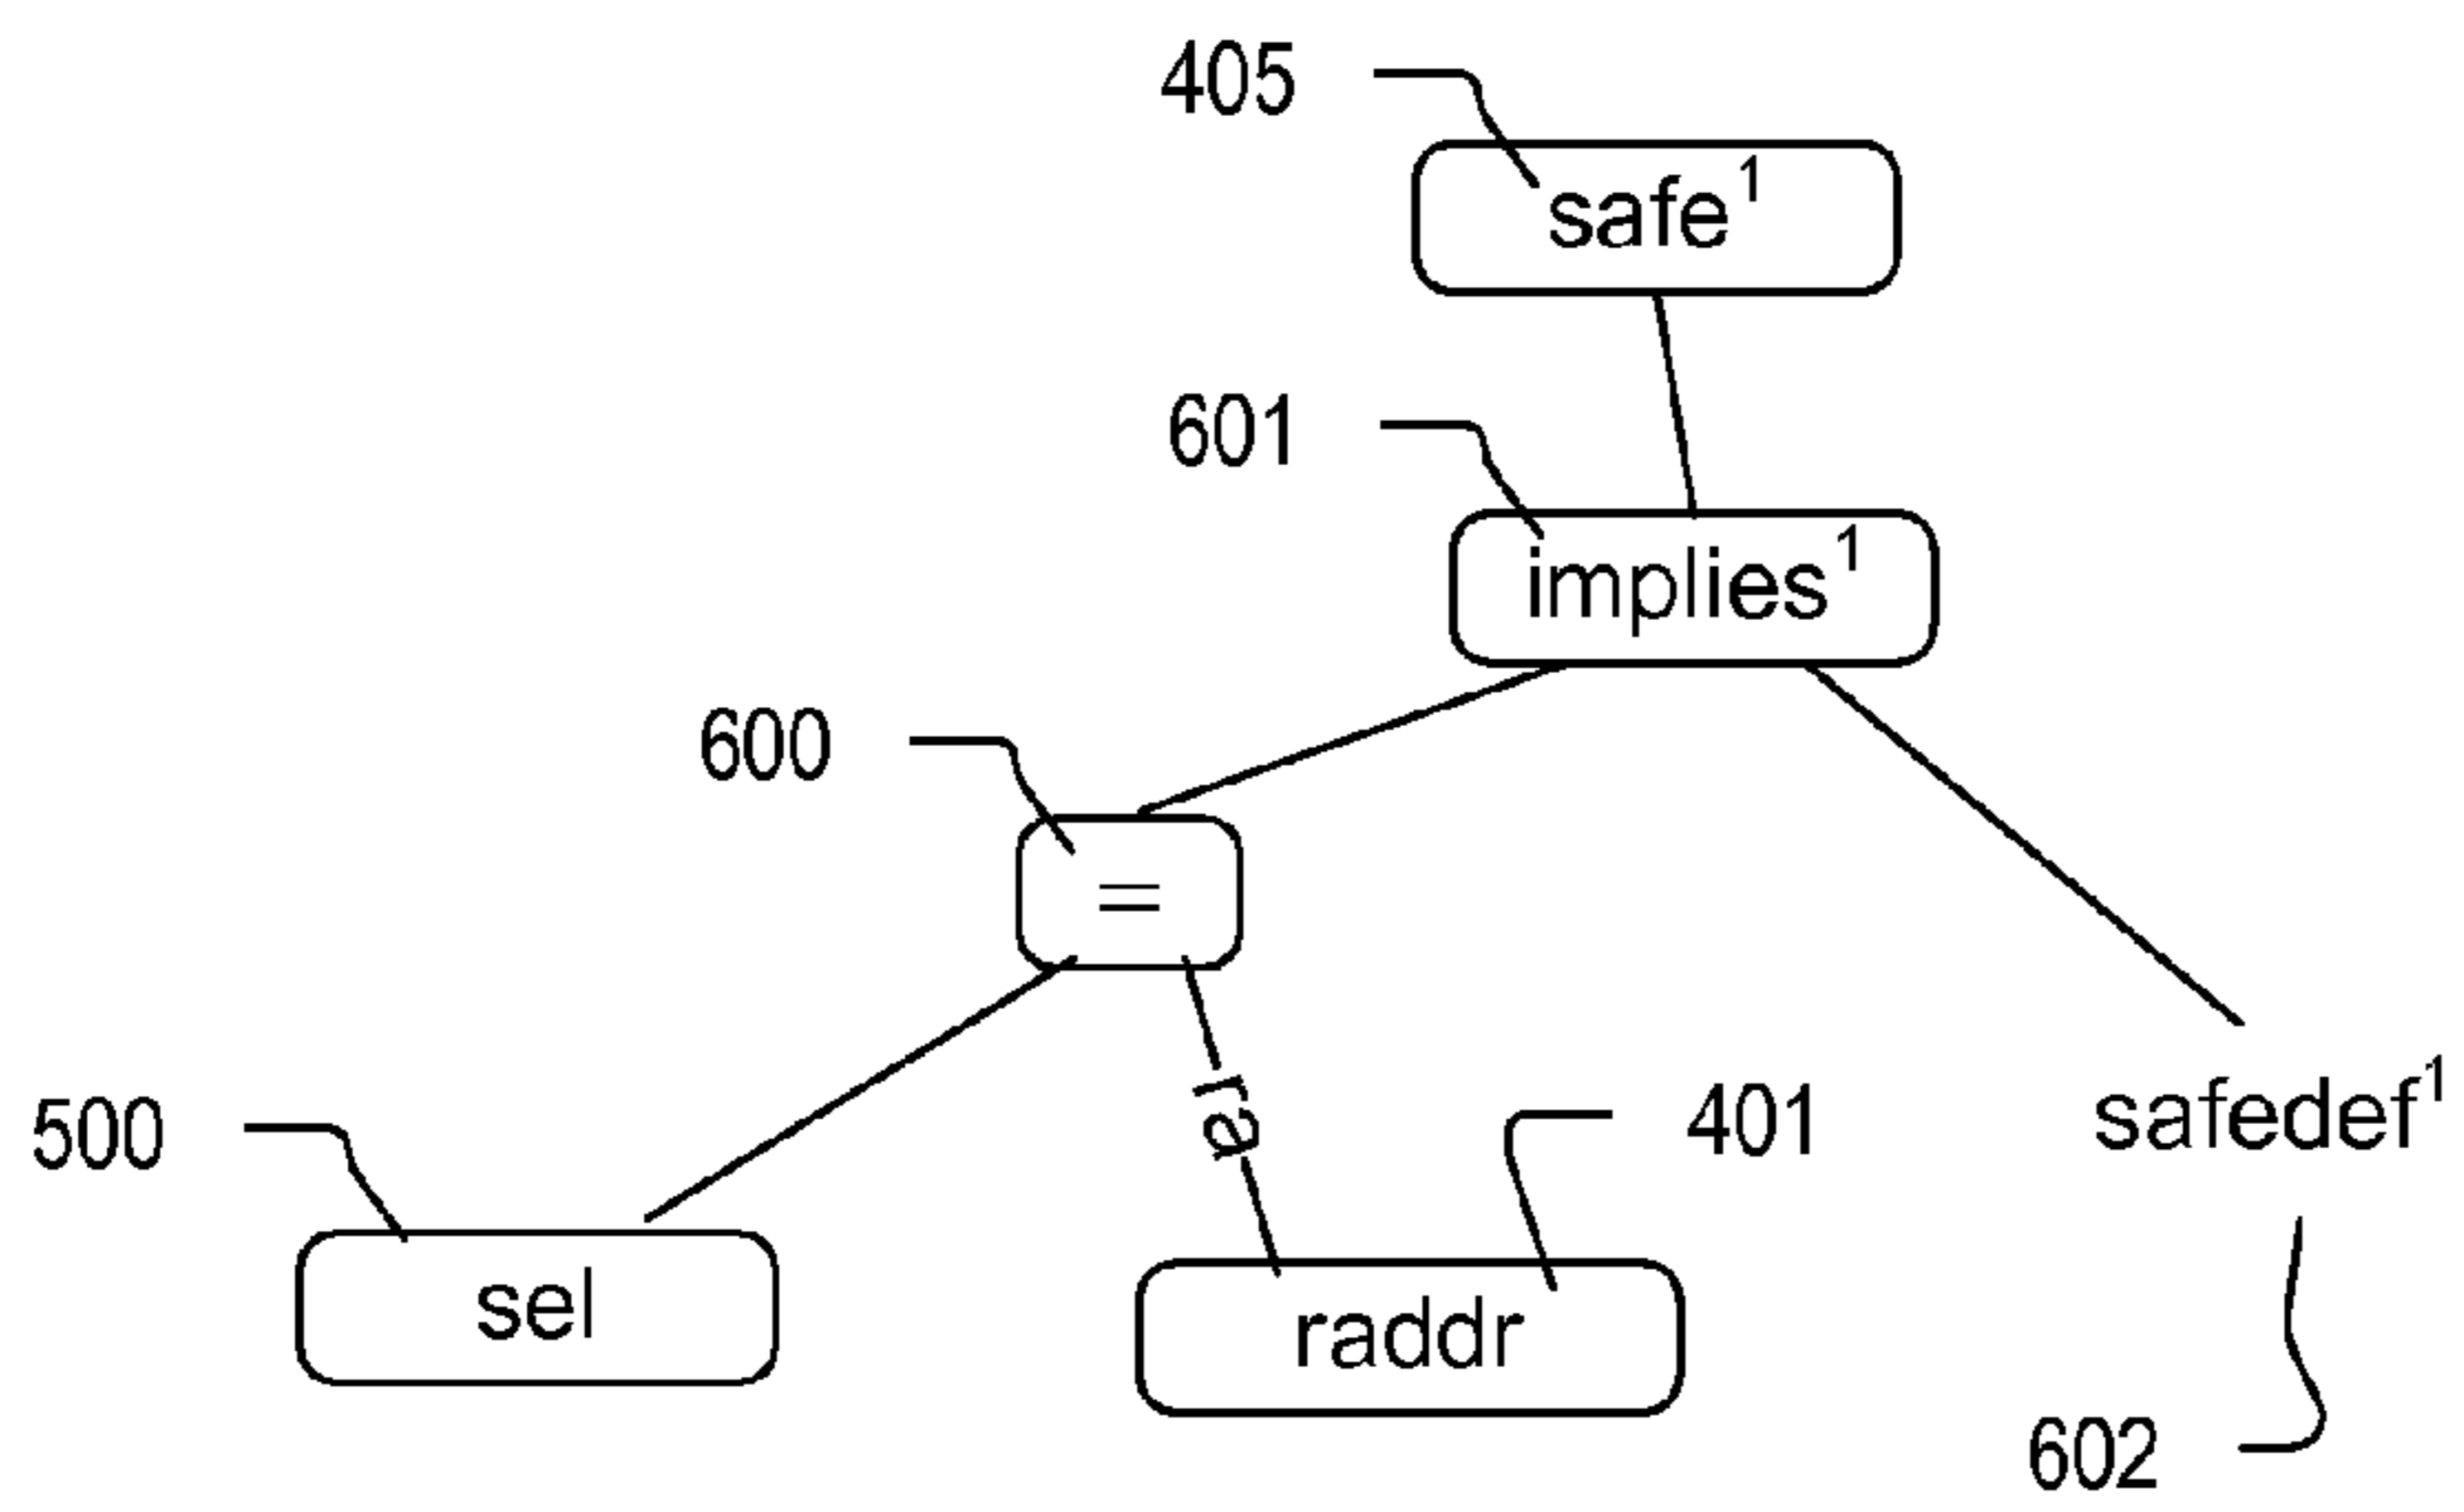 405
safe¹
601
implies¹
600
=
ra
500
401
safedef¹
sel
raddr
602